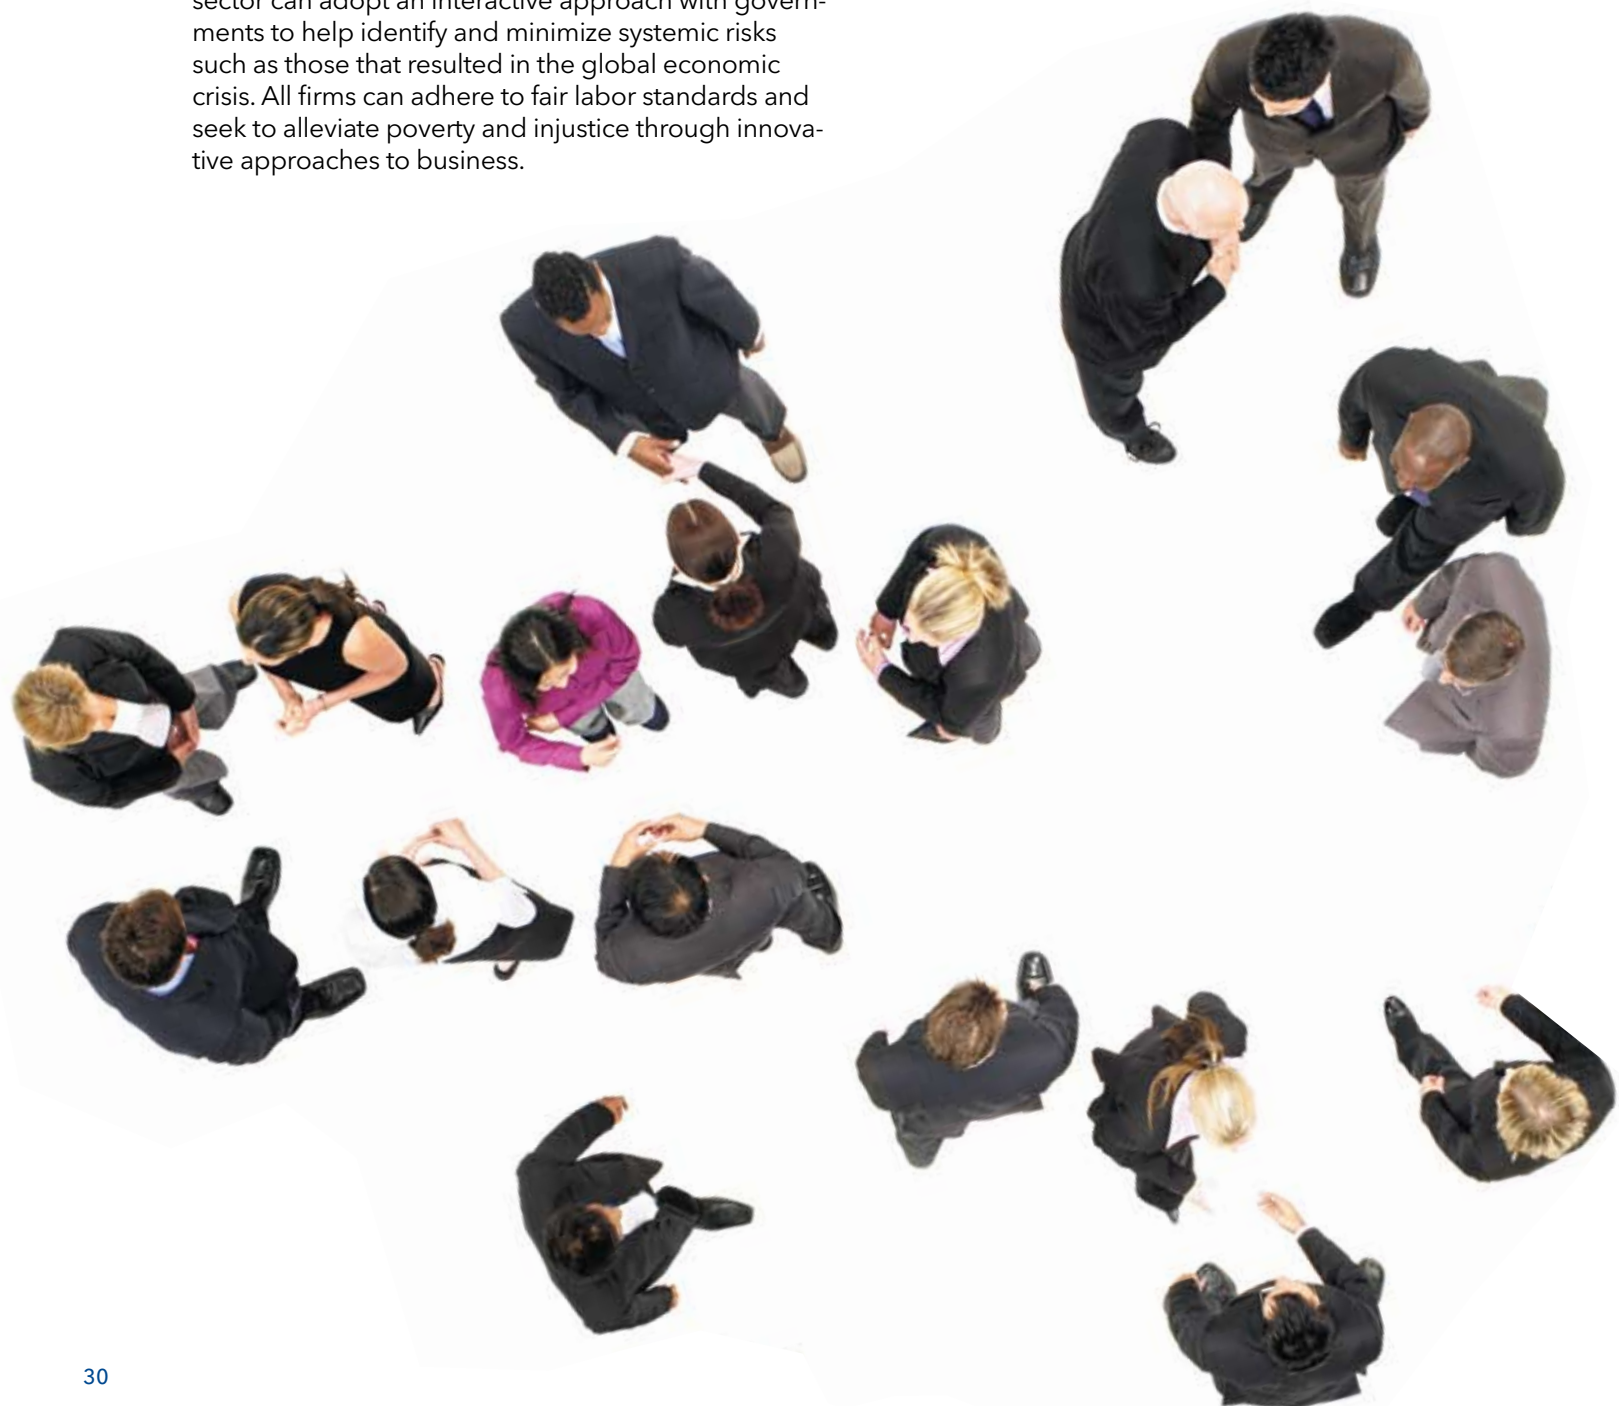 sector can adopt an interactive approach with govern-
ments to help identify and minimize systemic risks
such as those that resulted in the global economic
crisis. All firms can adhere to fair labor standards and
seek to alleviate poverty and injustice through innova-
tive approaches to business.
30